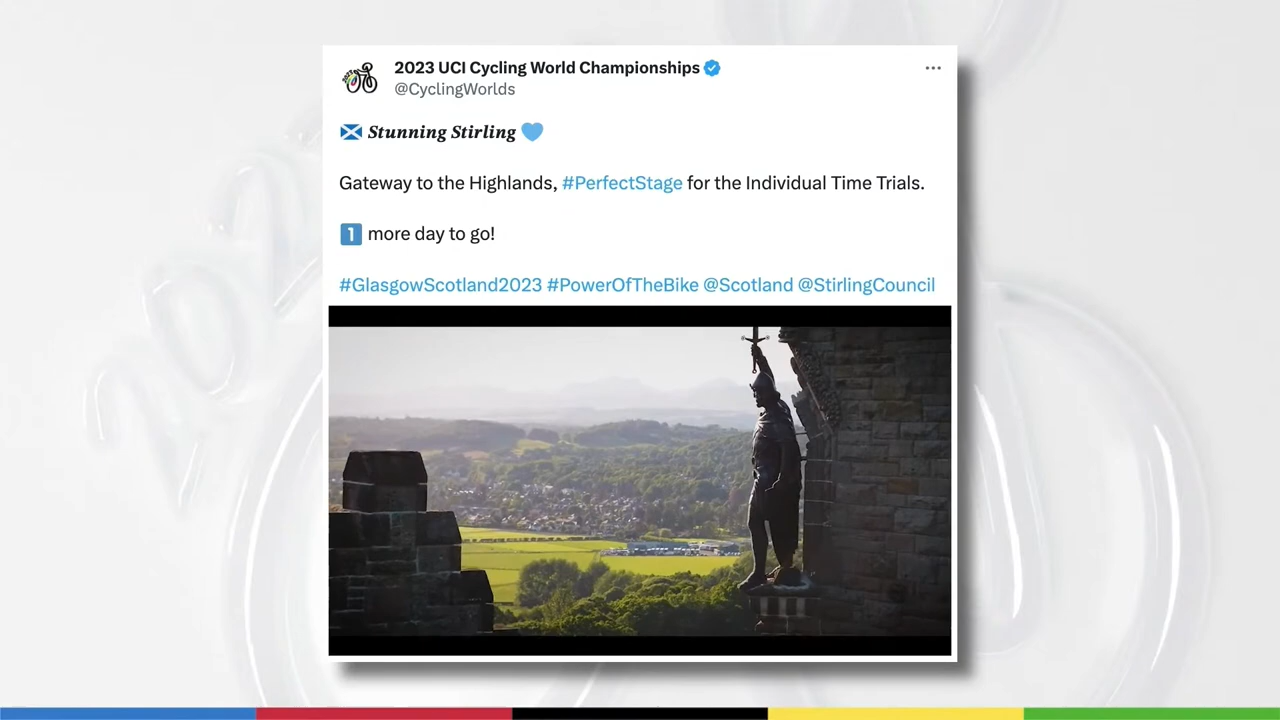 2023 UCI Cycling World Championships
@CyclingWorlds
Stunning Stirling
Gateway to the Highlands, #PerfectStage for the Individual Time Trials.
1 more day to go!
#GlasgowScotland2023 #PowerOfTheBike @Scotland @StirlingCouncil